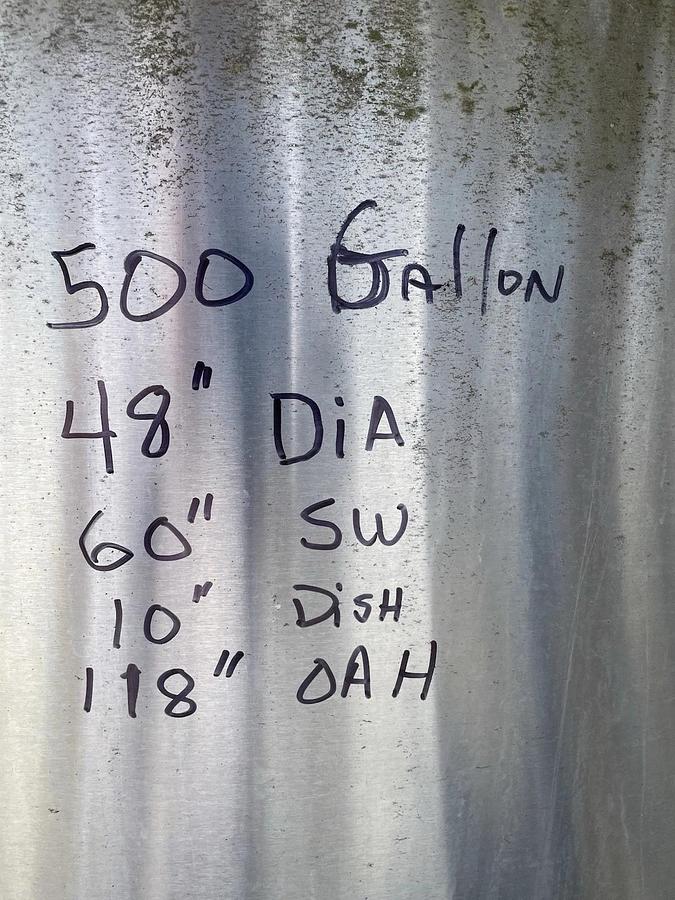 500 Gallon
48" DiA
60" SW
10" DiSH
118" OAH